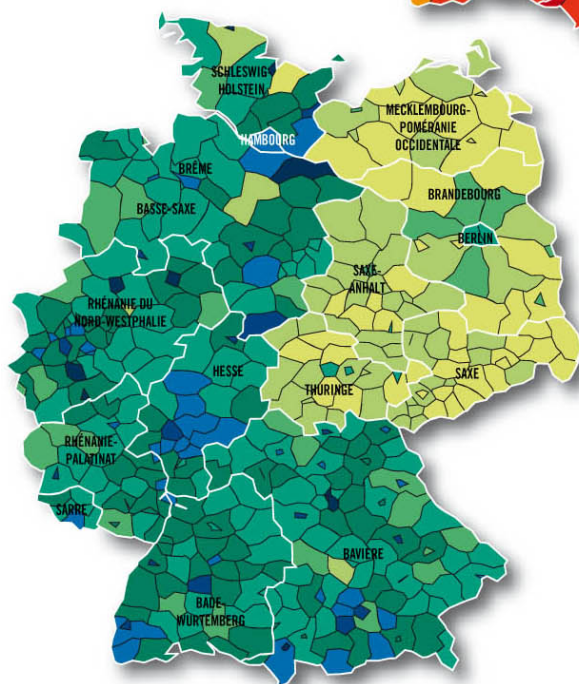 SCHLESWIG-
HOLSTEIN
MECKLEMBOURG-
POMÉRANIE
OCCIDENTALE
HAMBOURG
BRÊME
BASSE-SAXE
BRANDEBOURG
BERLIN
SAXE-
ANHALT
RHÉNANIE DU
NORD-WESTPHALIE
HESSE
THURINGE
SAXE
RHÉNANIE-
PALATINAT
SARRE
BAVIÈRE
BADE-
WURTEMBERG